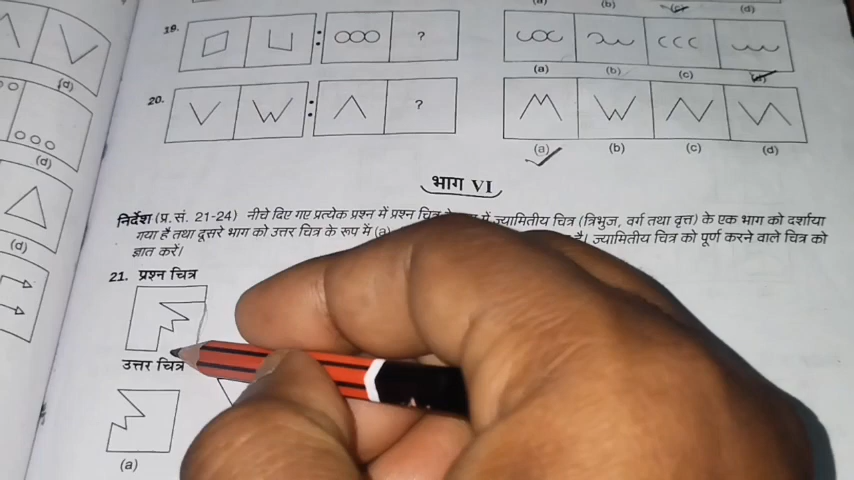 (a) (b) (c) (d)
19. ?
(a) (b) (c) (d)
(d)
20. ?
(a) (b) (c) (d)
(d)
भाग VI
निर्देश (प्र.सं. 21-24) नीचे दिए गए प्रत्येक प्रश्न में प्रश्न में ज्यामितीय चित्र (त्रिभुज, वर्ग तथा वृत्त) के एक भाग को दर्शाया
गया है तथा दूसरे भाग को उत्तर चित्र के रूप में (a) है। ज्यामितीय चित्र को पूर्ण करने वाले चित्र को
ज्ञात करें।
(d)
21. प्रश्न चित्र
उत्तर चित्र
(a)